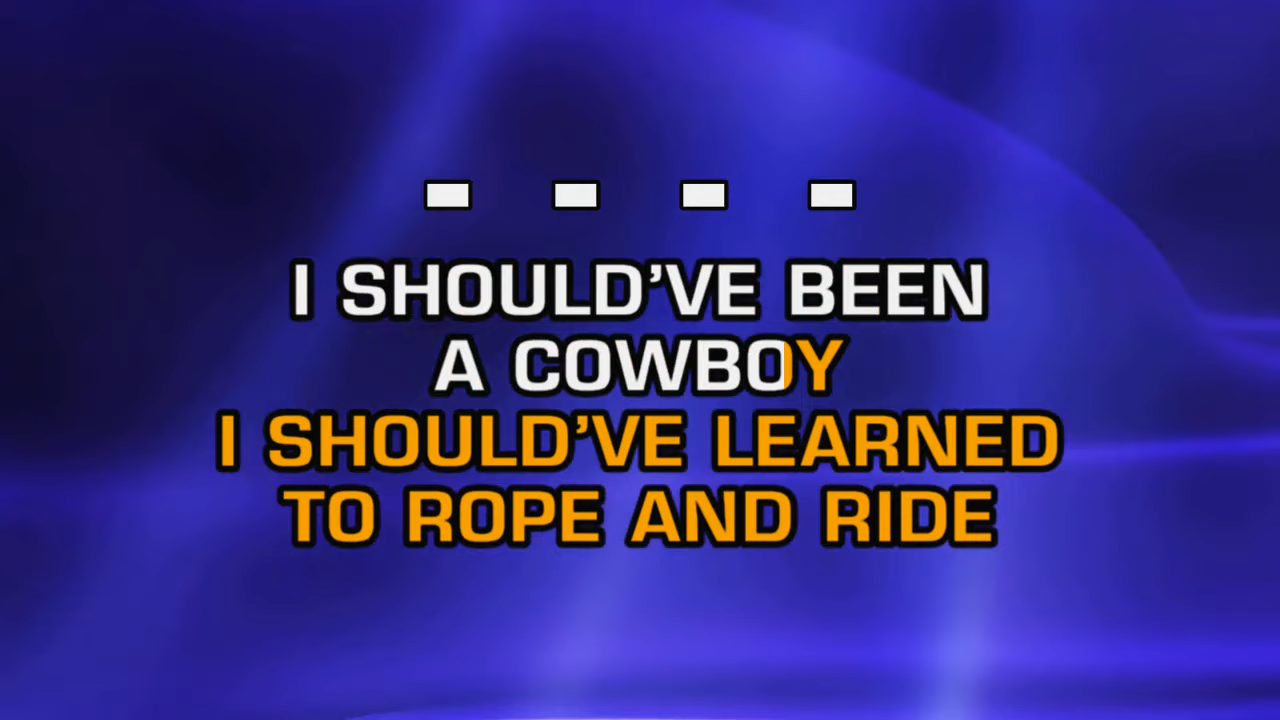 I SHOULD’VE BEEN
A COWBOY
I SHOULD’VE LEARNED
TO ROPE AND RIDE